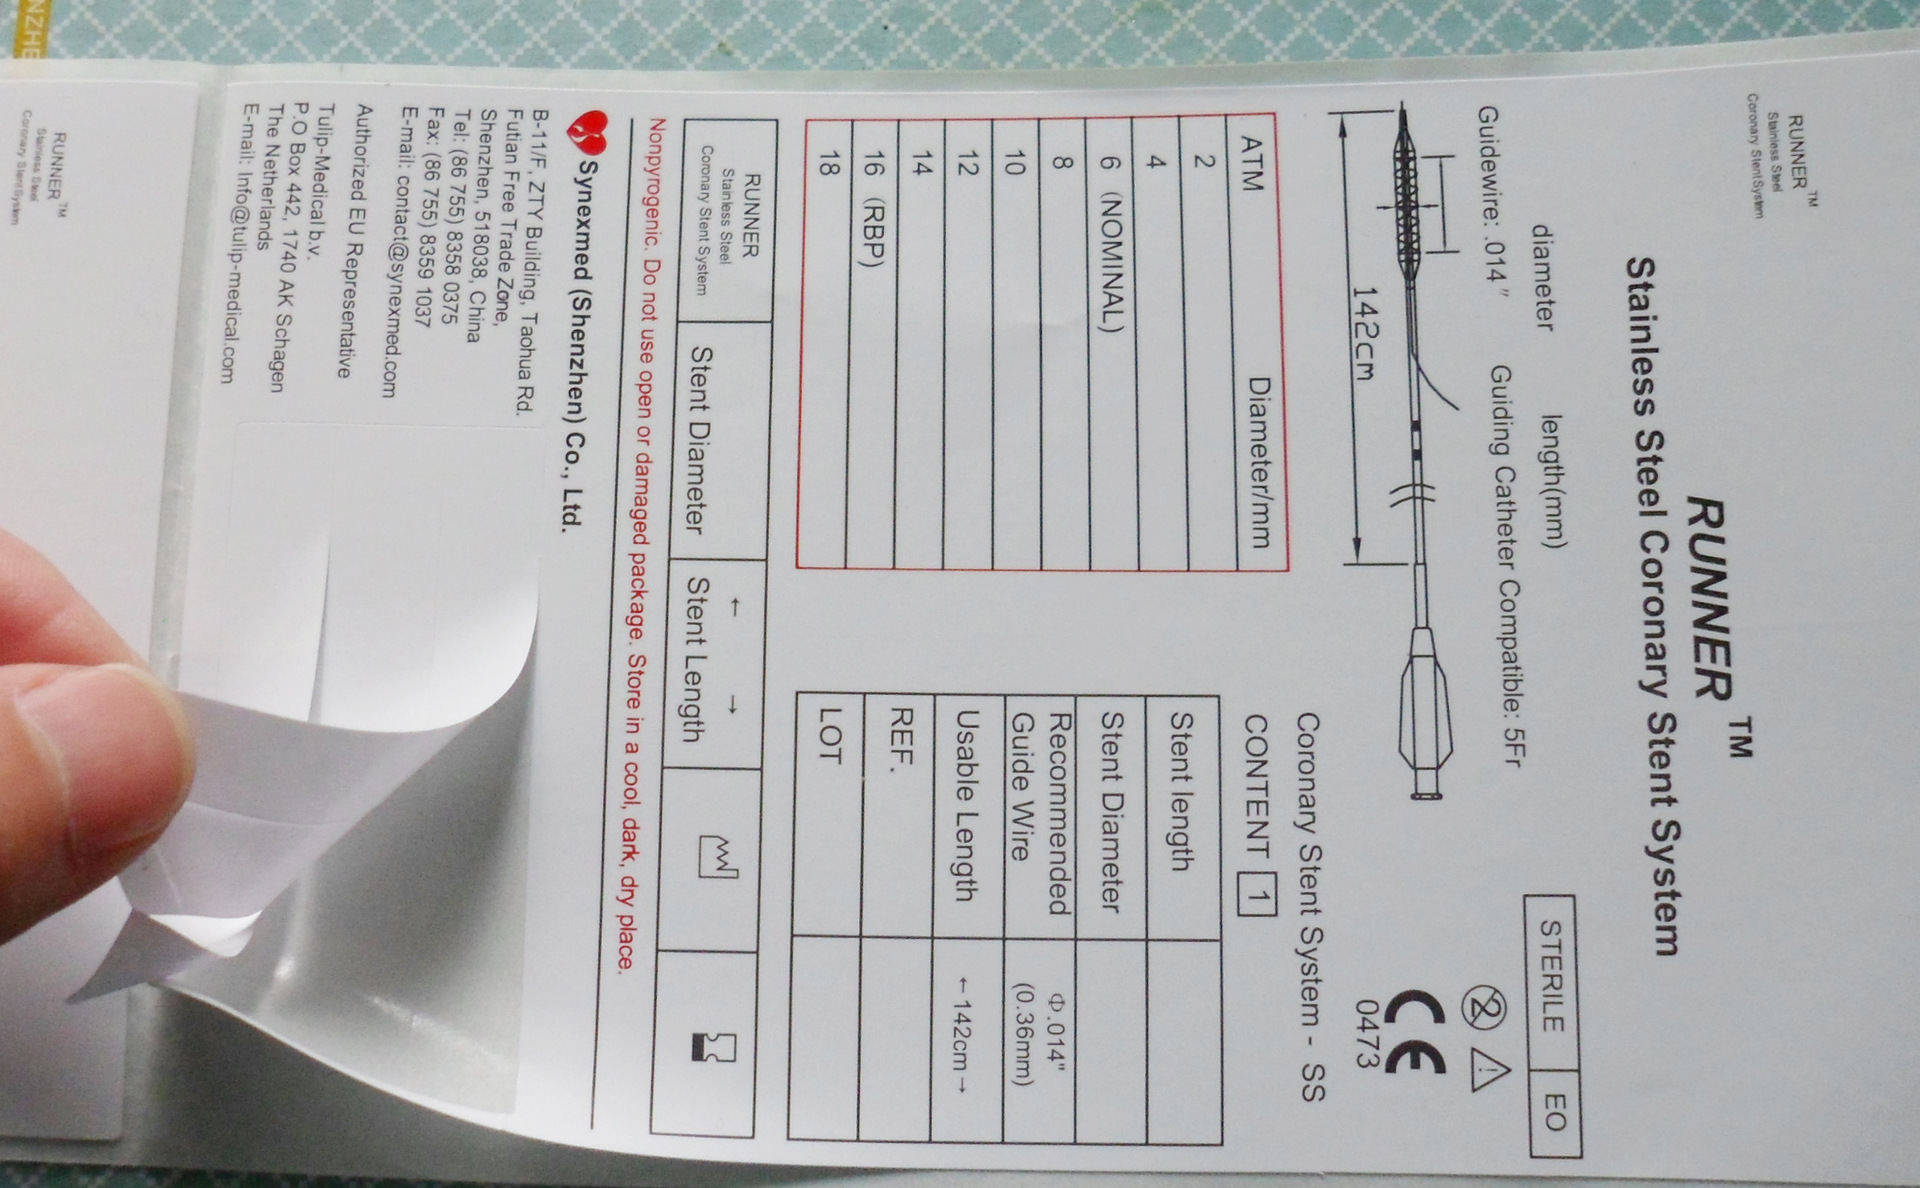 RUNNER™
Stainless Steel
Coronary Stent System
RUNNER™
Stainless Steel Coronary Stent System
diameter length(mm)
Guidewire: .014" Guiding Catheter Compatible: 5Fr
142cm
STERILE EO
2
CE
0473
ATM Diameter/mm
2
4
6 (NOMINAL)
8
10
12
14
16 (RBP)
18
Coronary Stent System - SS
CONTENT 1
Stent length
Stent Diameter
Recommended Guide Wire Φ.014"
(0.36mm)
Usable Length ←142cm→
REF.
LOT
RUNNER
Stainless Steel
Coronary Stent System
Stent Diameter
← →
Stent Length
Nonpyrogenic. Do not use open or damaged package. Store in a cool, dark, dry place.
Synexmed (Shenzhen) Co., Ltd.
B-11/F, ZTY Building, Taohua Rd.
Futian Free Trade Zone,
Shenzhen, 518038, China
Tel: (86 755) 8358 0375
Fax: (86 755) 8359 1037
E-mail: contact@synexmed.com
Authorized EU Representative
Tulip-Medical b.v.
P.O Box 442, 1740 AK Schagen
The Netherlands
E-mail: Info@tulip-medical.com
RUNNER™
Stainless Steel
Coronary Stent System
NZHE